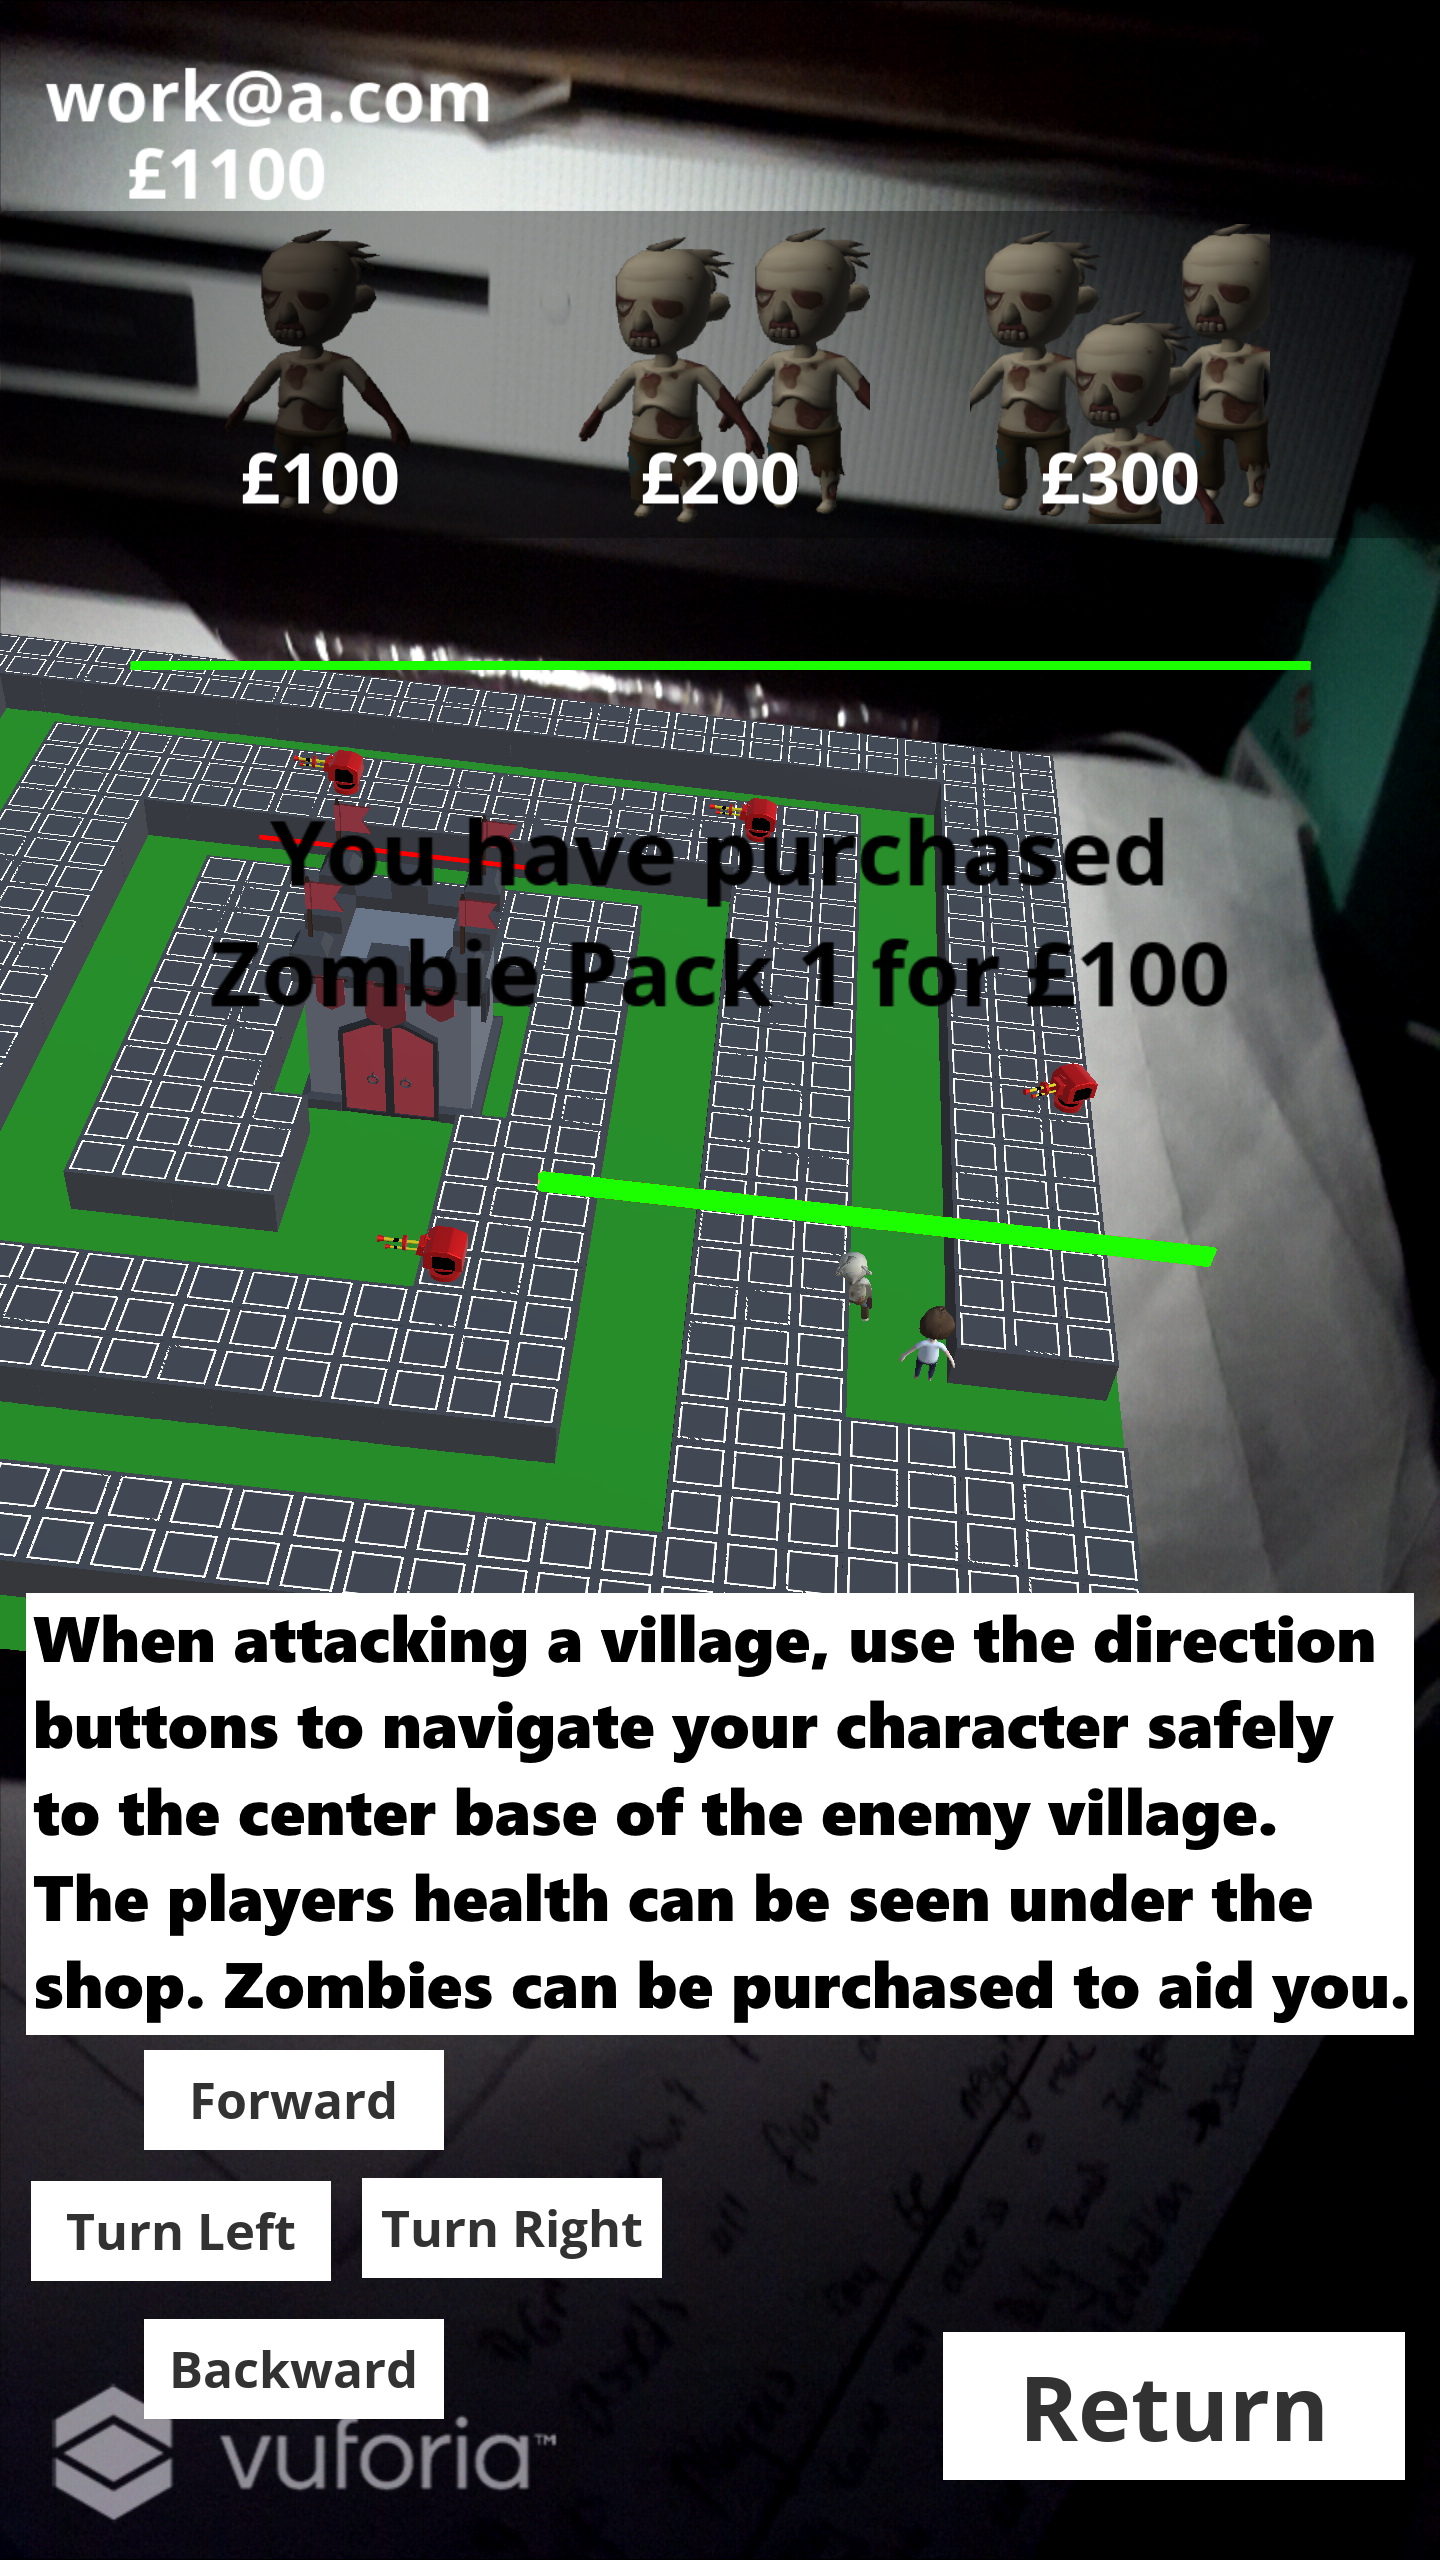 work@a.com
£1100
£100 £200 £300
You have purchased
Zombie Pack 1 for £100
When attacking a village, use the direction
buttons to navigate your character safely
to the center base of the enemy village.
The players health can be seen under the
shop. Zombies can be purchased to aid you.
Forward
Turn Left Turn Right
Backward
Return
vuforia™